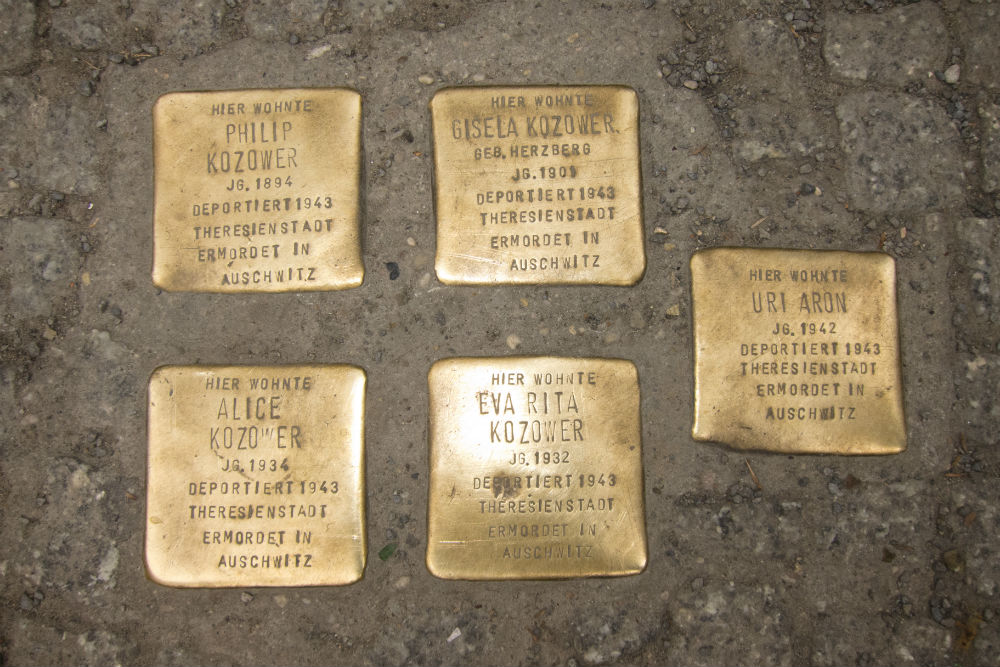 HIER WOHNTE
PHILIP
KOZOWER
JG. 1894
DEPORTIERT 1943
THERESIENSTADT
ERMORDET IN
AUSCHWITZ
HIER WOHNTE
GISELA KOZOWER
GEB. HERZBERG
JG. 1901
DEPORTIERT 1943
THERESIENSTADT
ERMORDET IN
AUSCHWITZ
HIER WOHNTE
URI ARON
JG. 1942
DEPORTIERT 1943
THERESIENSTADT
ERMORDET IN
AUSCHWITZ
HIER WOHNTE
ALICE
KOZOWER
JG. 1934
DEPORTIERT 1943
THERESIENSTADT
ERMORDET IN
AUSCHWITZ
HIER WOHNTE
EVA RITA
KOZOWER
JG. 1932
DEPORTIERT 1943
THERESIENSTADT
ERMORDET IN
AUSCHWITZ